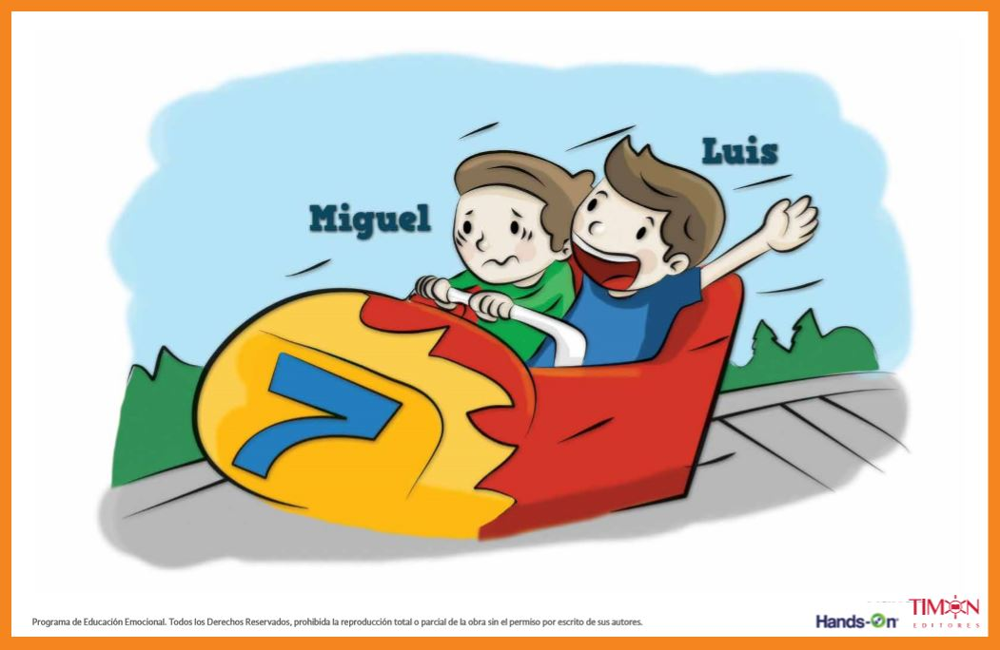 Luis
Miguel
7
Programa de Educación Emocional. Todos los Derechos Reservados, prohibida la reproducción total o parcial de la obra sin el permiso por escrito de sus autores.
Hands-On
TIMON
EDITORES